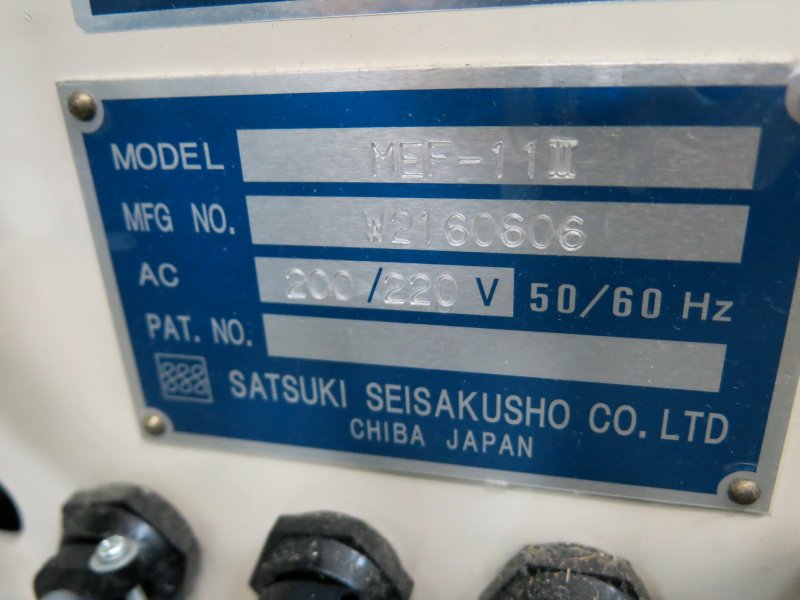 MODEL MEF-11Ⅲ
MFG NO. W2160606
AC 200/220 V 50/60 Hz
PAT. NO.
SATSUKI SEISAKUSHO CO. LTD
CHIBA JAPAN